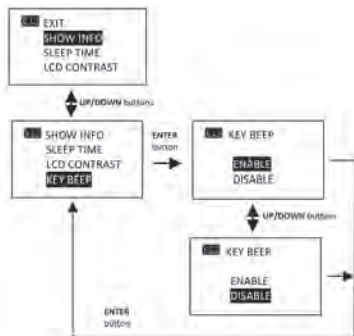 EXIT
SHOW INFO
SLEEP TIME
LCD CONTRAST
UP/DOWN buttons
SHOW INFO
SLEEP TIME
LCD CONTRAST
KEY BEEP
ENTER
button
KEY BEEP
ENABLE
DISABLE
UP/DOWN buttons
KEY BEEP
ENABLE
DISABLE
ENTER
button